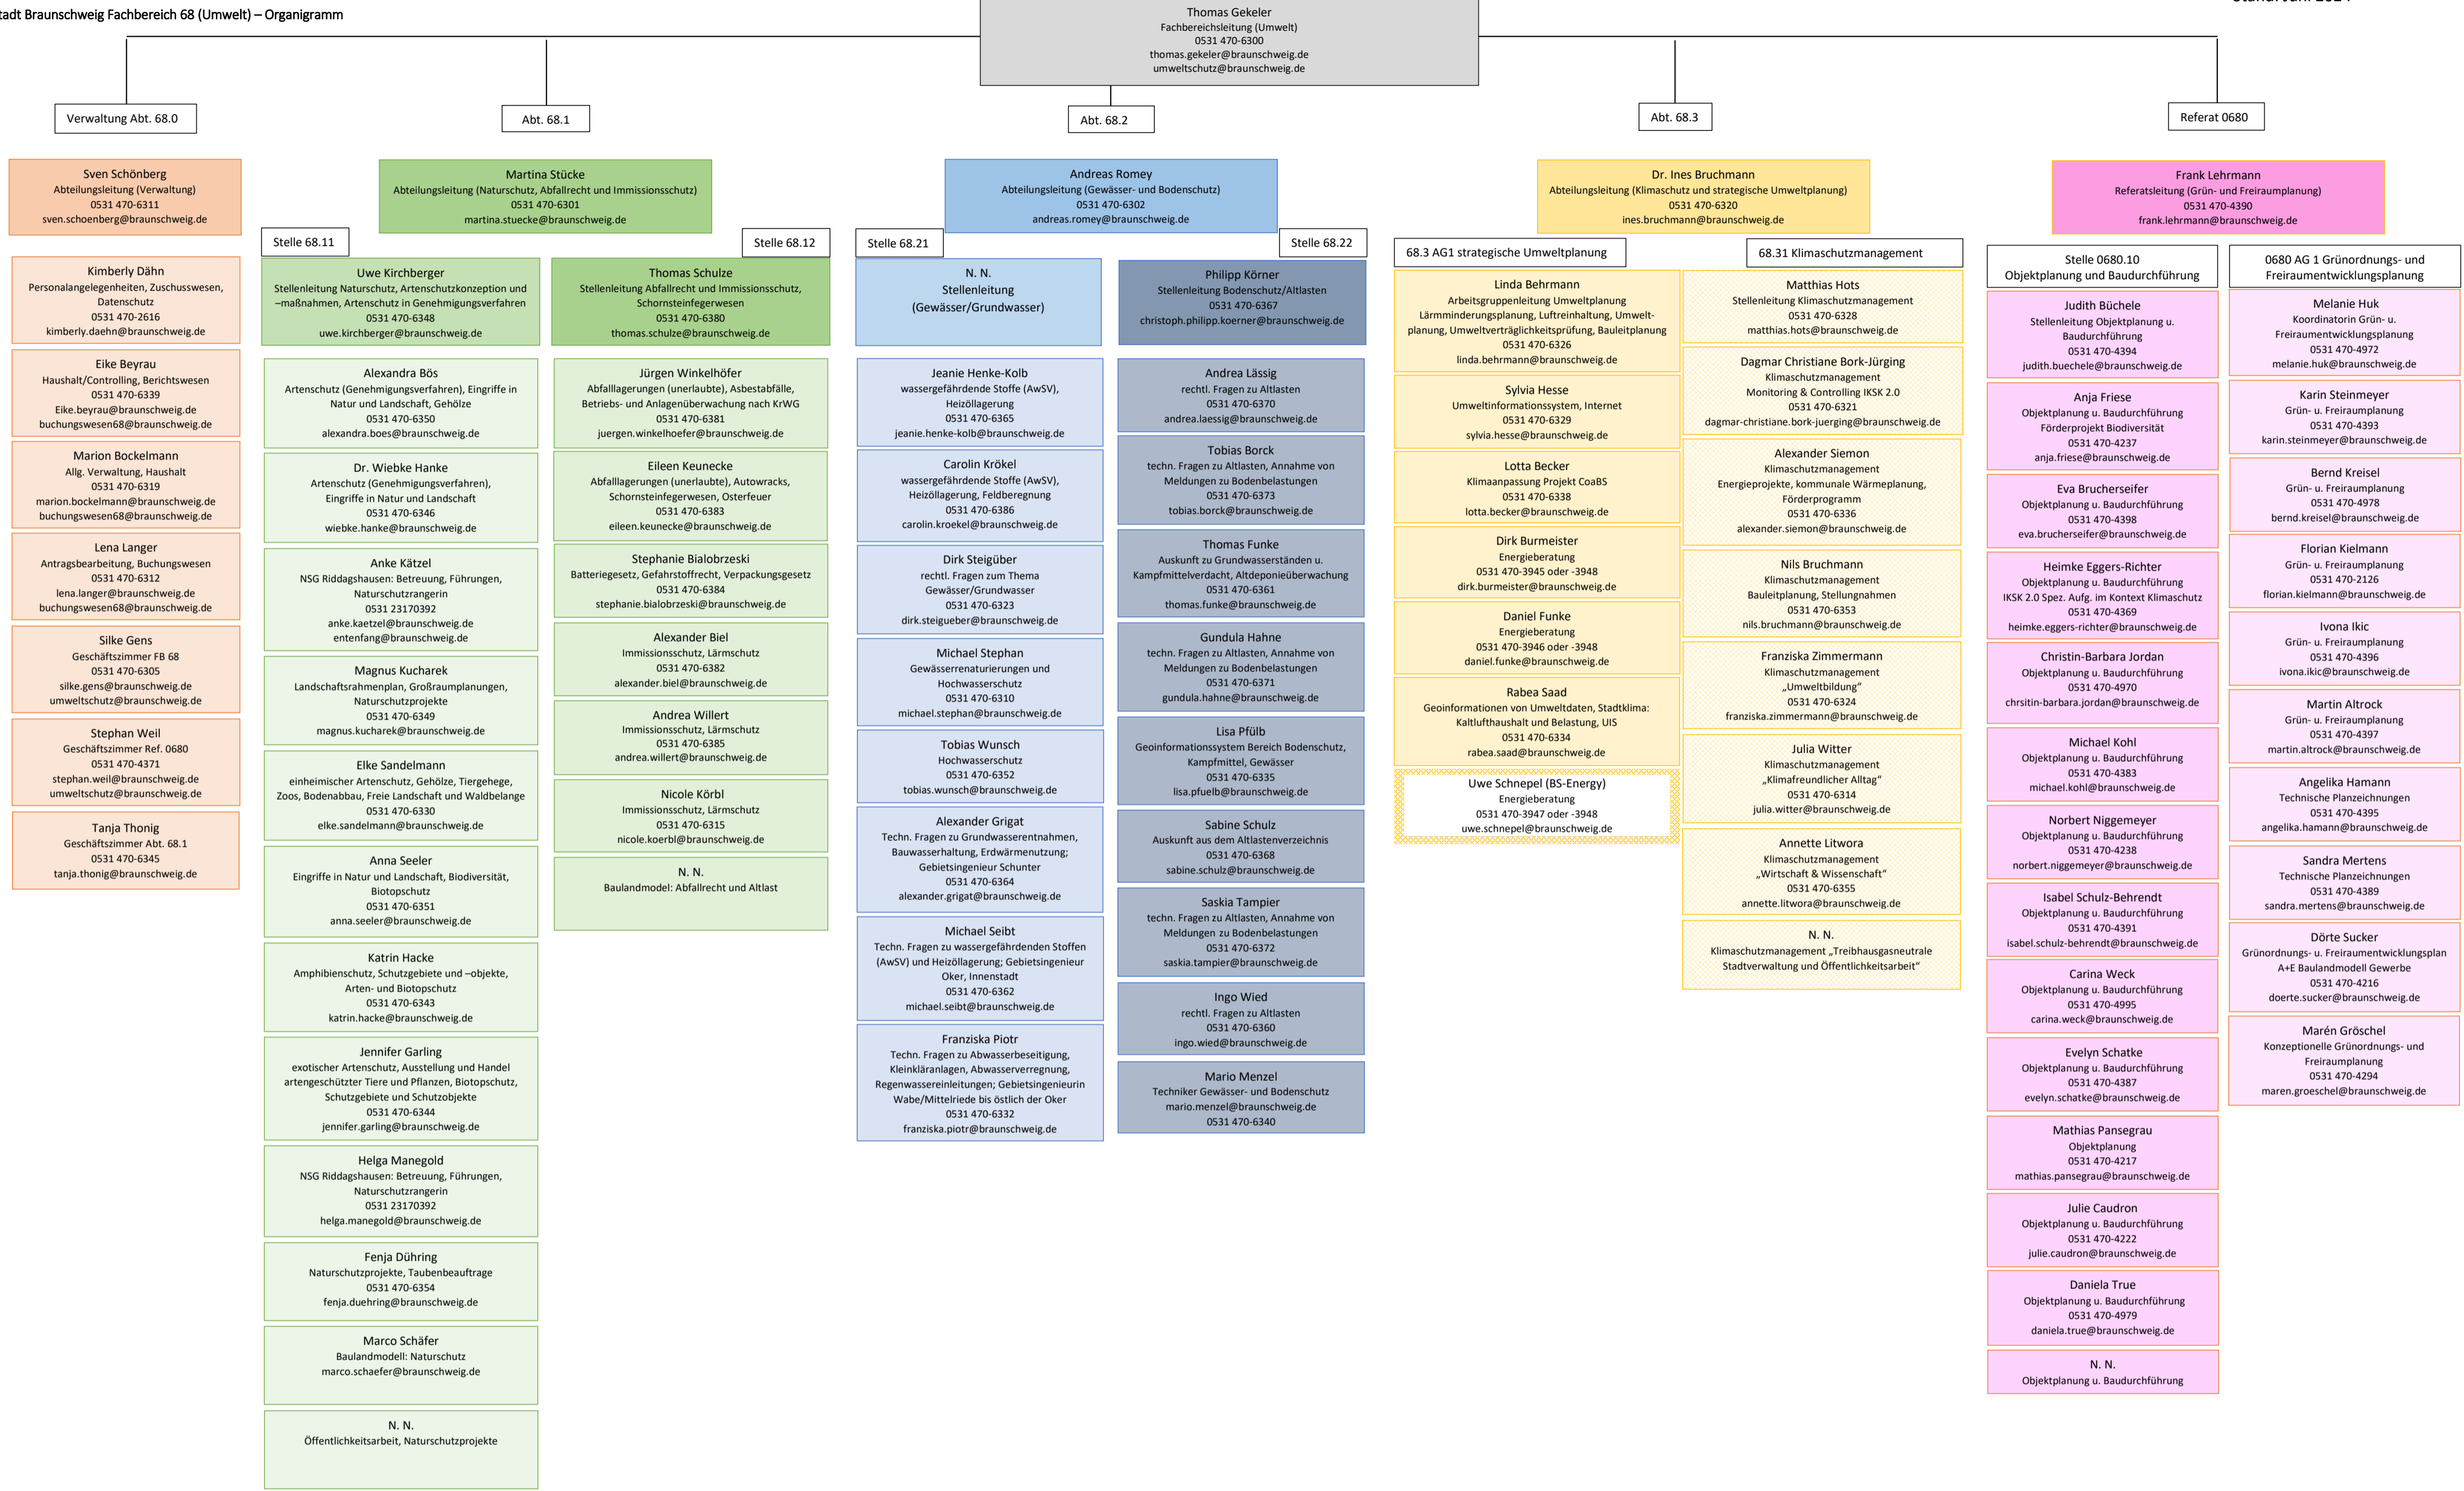 tadt Braunschweig Fachbereich 68 (Umwelt) – Organigramm
Thomas Gekeler
Fachbereichsleitung (Umwelt)
0531 470-6300
thomas.gekeler@braunschweig.de
umweltschutz@braunschweig.de
Verwaltung Abt. 68.0
Abt. 68.1
Abt. 68.2
Abt. 68.3
Referat 0680
Sven Schönberg
Abteilungsleitung (Verwaltung)
0531 470-6311
sven.schoenberg@braunschweig.de
Kimberly Dähn
Personalangelegenheiten, Zuschusswesen,
Datenschutz
0531 470-2616
kimberly.daehn@braunschweig.de
Eike Beyrau
Haushalt/Controlling, Berichtswesen
0531 470-6339
Eike.beyrau@braunschweig.de
buchungswesen68@braunschweig.de
Marion Bockelmann
Allg. Verwaltung, Haushalt
0531 470-6319
marion.bockelmann@braunschweig.de
buchungswesen68@braunschweig.de
Lena Langer
Antragsbearbeitung, Buchungswesen
0531 470-6312
lena.langer@braunschweig.de
buchungswesen68@braunschweig.de
Silke Gens
Geschäftszimmer FB 68
0531 470-6305
silke.gens@braunschweig.de
umweltschutz@braunschweig.de
Stephan Weil
Geschäftszimmer Ref. 0680
0531 470-4371
stephan.weil@braunschweig.de
umweltschutz@braunschweig.de
Tanja Thonig
Geschäftszimmer Abt. 68.1
0531 470-6345
tanja.thonig@braunschweig.de
Martina Stücke
Abteilungsleitung (Naturschutz, Abfallrecht und Immissionsschutz)
0531 470-6301
martina.stuecke@braunschweig.de
Stelle 68.11
Uwe Kirchberger
Stellenleitung Naturschutz, Artenschutzkonzeption und
–maßnahmen, Artenschutz in Genehmigungsverfahren
0531 470-6348
uwe.kirchberger@braunschweig.de
Alexandra Bös
Artenschutz (Genehmigungsverfahren), Eingriffe in
Natur und Landschaft, Gehölze
0531 470-6350
alexandra.boes@braunschweig.de
Dr. Wiebke Hanke
Artenschutz (Genehmigungsverfahren),
Eingriffe in Natur und Landschaft
0531 470-6346
wiebke.hanke@braunschweig.de
Anke Kätzel
NSG Riddagshausen: Betreuung, Führungen,
Naturschutzrangerin
0531 23170392
anke.kaetzel@braunschweig.de
entenfang@braunschweig.de
Magnus Kucharek
Landschaftsrahmenplan, Großraumplanungen,
Naturschutzprojekte
0531 470-6349
magnus.kucharek@braunschweig.de
Elke Sandelmann
einheimischer Artenschutz, Gehölze, Tiergehege,
Zoos, Bodenabbau, Freie Landschaft und Waldbelange
0531 470-6330
elke.sandelmann@braunschweig.de
Anna Seeler
Eingriffe in Natur und Landschaft, Biodiversität,
Biotopschutz
0531 470-6351
anna.seeler@braunschweig.de
Katrin Hacke
Amphibienschutz, Schutzgebiete und –objekte,
Arten- und Biotopschutz
0531 470-6343
katrin.hacke@braunschweig.de
Jennifer Garling
exotischer Artenschutz, Ausstellung und Handel
artengeschützter Tiere und Pflanzen, Biotopschutz,
Schutzgebiete und Schutzobjekte
0531 470-6344
jennifer.garling@braunschweig.de
Helga Manegold
NSG Riddagshausen: Betreuung, Führungen,
Naturschutzrangerin
0531 23170392
helga.manegold@braunschweig.de
Fenja Dühring
Naturschutzprojekte, Taubenbeauftrage
0531 470-6354
fenja.duehring@braunschweig.de
Marco Schäfer
Baulandmodell: Naturschutz
marco.schaefer@braunschweig.de
N. N.
Öffentlichkeitsarbeit, Naturschutzprojekte
Stelle 68.12
Thomas Schulze
Stellenleitung Abfallrecht und Immissionsschutz,
Schornsteinfegerwesen
0531 470-6380
thomas.schulze@braunschweig.de
Jürgen Winkelhöfer
Abfalllagerungen (unerlaubte), Asbestabfälle,
Betriebs- und Anlagenüberwachung nach KrWG
0531 470-6381
juergen.winkelhoefer@braunschweig.de
Eileen Keunecke
Abfalllagerungen (unerlaubte), Autowracks,
Schornsteinfegerwesen, Osterfeuer
0531 470-6383
eileen.keunecke@braunschweig.de
Stephanie Bialobrzeski
Batteriegesetz, Gefahrstoffrecht, Verpackungsgesetz
0531 470-6384
stephanie.bialobrzeski@braunschweig.de
Alexander Biel
Immissionsschutz, Lärmschutz
0531 470-6382
alexander.biel@braunschweig.de
Andrea Willert
Immissionsschutz, Lärmschutz
0531 470-6385
andrea.willert@braunschweig.de
Nicole Körbl
Immissionsschutz, Lärmschutz
0531 470-6315
nicole.koerbl@braunschweig.de
N. N.
Baulandmodel: Abfallrecht und Altlast
Andreas Romey
Abteilungsleitung (Gewässer- und Bodenschutz)
0531 470-6302
andreas.romey@braunschweig.de
Stelle 68.21
N. N.
Stellenleitung
(Gewässer/Grundwasser)
Jeanie Henke-Kolb
wassergefährdende Stoffe (AwSV),
Heizöllagerung
0531 470-6365
jeanie.henke-kolb@braunschweig.de
Carolin Krökel
wassergefährdende Stoffe (AwSV),
Heizöllagerung, Feldberegnung
0531 470-6386
carolin.kroekel@braunschweig.de
Dirk Steigüber
rechtl. Fragen zum Thema
Gewässer/Grundwasser
0531 470-6323
dirk.steigueber@braunschweig.de
Michael Stephan
Gewässerrenaturierungen und
Hochwasserschutz
0531 470-6310
michael.stephan@braunschweig.de
Tobias Wunsch
Hochwasserschutz
0531 470-6352
tobias.wunsch@braunschweig.de
Alexander Grigat
Techn. Fragen zu Grundwasserentnahmen,
Bauwasserhaltung, Erdwärmenutzung;
Gebietsingenieur Schunter
0531 470-6364
alexander.grigat@braunschweig.de
Michael Seibt
Techn. Fragen zu wassergefährdenden Stoffen
(AwSV) und Heizöllagerung; Gebietsingenieur
Oker, Innenstadt
0531 470-6362
michael.seibt@braunschweig.de
Franziska Piotr
Techn. Fragen zu Abwasserbeseitigung,
Kleinkläranlagen, Abwasserverregnung,
Regenwassereinleitungen; Gebietsingenieurin
Wabe/Mittelriede bis östlich der Oker
0531 470-6332
franziska.piotr@braunschweig.de
Stelle 68.22
Philipp Körner
Stellenleitung Bodenschutz/Altlasten
0531 470-6367
christoph.philipp.koerner@braunschweig.de
Andrea Lässig
rechtl. Fragen zu Altlasten
0531 470-6370
andrea.laessig@braunschweig.de
Tobias Borck
techn. Fragen zu Altlasten, Annahme von
Meldungen zu Bodenbelastungen
0531 470-6373
tobias.borck@braunschweig.de
Thomas Funke
Auskunft zu Grundwasserständen u.
Kampfmittelverdacht, Altdeponieüberwachung
0531 470-6361
thomas.funke@braunschweig.de
Gundula Hahne
techn. Fragen zu Altlasten, Annahme von
Meldungen zu Bodenbelastungen
0531 470-6371
gundula.hahne@braunschweig.de
Lisa Pfülb
Geoinformationssystem Bereich Bodenschutz,
Kampfmittel, Gewässer
0531 470-6335
lisa.pfuelb@braunschweig.de
Sabine Schulz
Auskunft aus dem Altlastenverzeichnis
0531 470-6368
sabine.schulz@braunschweig.de
Saskia Tampier
techn. Fragen zu Altlasten, Annahme von
Meldungen zu Bodenbelastungen
0531 470-6372
saskia.tampier@braunschweig.de
Ingo Wied
rechtl. Fragen zu Altlasten
0531 470-6360
ingo.wied@braunschweig.de
Mario Menzel
Techniker Gewässer- und Bodenschutz
mario.menzel@braunschweig.de
0531 470-6340
Dr. Ines Bruchmann
Abteilungsleitung (Klimaschutz und strategische Umweltplanung)
0531 470-6320
ines.bruchmann@braunschweig.de
68.3 AG1 strategische Umweltplanung
Linda Behrmann
Arbeitsgruppenleitung Umweltplanung
Lärmminderungsplanung, Luftreinhaltung, Umwelt-
planung, Umweltverträglichkeitsprüfung, Bauleitplanung
0531 470-6326
linda.behrmann@braunschweig.de
Sylvia Hesse
Umweltinformationssystem, Internet
0531 470-6329
sylvia.hesse@braunschweig.de
Lotta Becker
Klimaanpassung Projekt CoaBS
0531 470-6338
lotta.becker@braunschweig.de
Dirk Burmeister
Energieberatung
0531 470-3945 oder -3948
dirk.burmeister@braunschweig.de
Daniel Funke
Energieberatung
0531 470-3946 oder -3948
daniel.funke@braunschweig.de
Rabea Saad
Geoinformationen von Umweltdaten, Stadtklima:
Kaltlufthaushalt und Belastung, UIS
0531 470-6334
rabea.saad@braunschweig.de
Uwe Schnepel (BS-Energy)
Energieberatung
0531 470-3947 oder -3948
uwe.schnepel@braunschweig.de
68.31 Klimaschutzmanagement
Matthias Hots
Stellenleitung Klimaschutzmanagement
0531 470-6328
matthias.hots@braunschweig.de
Dagmar Christiane Bork-Jürging
Klimaschutzmanagement
Monitoring & Controlling IKSK 2.0
0531 470-6321
dagmar-christiane.bork-juerging@braunschweig.de
Alexander Siemon
Klimaschutzmanagement
Energieprojekte, kommunale Wärmeplanung,
Förderprogramm
0531 470-6336
alexander.siemon@braunschweig.de
Nils Bruchmann
Klimaschutzmanagement
Bauleitplanung, Stellungnahmen
0531 470-6353
nils.bruchmann@braunschweig.de
Franziska Zimmermann
Klimaschutzmanagement
„Umweltbildung“
0531 470-6324
franziska.zimmermann@braunschweig.de
Julia Witter
Klimaschutzmanagement
„Klimafreundlicher Alltag“
0531 470-6314
julia.witter@braunschweig.de
Annette Litwora
Klimaschutzmanagement
„Wirtschaft & Wissenschaft“
0531 470-6355
annette.litwora@braunschweig.de
N. N.
Klimaschutzmanagement „Treibhausgasneutrale
Stadtverwaltung und Öffentlichkeitsarbeit“
Frank Lehrmann
Referatsleitung (Grün- und Freiraumplanung)
0531 470-4390
frank.lehrmann@braunschweig.de
Stelle 0680.10
Objektplanung und Baudurchführung
Judith Büchele
Stellenleitung Objektplanung u.
Baudurchführung
0531 470-4394
judith.buechele@braunschweig.de
Anja Friese
Objektplanung u. Baudurchführung
Förderprojekt Biodiversität
0531 470-4237
anja.friese@braunschweig.de
Eva Brucherseifer
Objektplanung u. Baudurchführung
0531 470-4398
eva.brucherseifer@braunschweig.de
Heimke Eggers-Richter
Objektplanung u. Baudurchführung
IKSK 2.0 Spez. Aufg. im Kontext Klimaschutz
0531 470-4369
heimke.eggers-richter@braunschweig.de
Christin-Barbara Jordan
Objektplanung u. Baudurchführung
0531 470-4970
chrsitin-barbara.jordan@braunschweig.de
Michael Kohl
Objektplanung u. Baudurchführung
0531 470-4383
michael.kohl@braunschweig.de
Norbert Niggemeyer
Objektplanung u. Baudurchführung
0531 470-4238
norbert.niggemeyer@braunschweig.de
Isabel Schulz-Behrendt
Objektplanung u. Baudurchführung
0531 470-4391
isabel.schulz-behrendt@braunschweig.de
Carina Weck
Objektplanung u. Baudurchführung
0531 470-4995
carina.weck@braunschweig.de
Evelyn Schatke
Objektplanung u. Baudurchführung
0531 470-4387
evelyn.schatke@braunschweig.de
Mathias Pansegrau
Objektplanung
0531 470-4217
mathias.pansegrau@braunschweig.de
Julie Caudron
Objektplanung u. Baudurchführung
0531 470-4222
julie.caudron@braunschweig.de
Daniela True
Objektplanung u. Baudurchführung
0531 470-4979
daniela.true@braunschweig.de
N. N.
Objektplanung u. Baudurchführung
0680 AG 1 Grünordnungs- und
Freiraumentwicklungsplanung
Melanie Huk
Koordinatorin Grün- u.
Freiraumentwicklungsplanung
0531 470-4972
melanie.huk@braunschweig.de
Karin Steinmeyer
Grün- u. Freiraumplanung
0531 470-4393
karin.steinmeyer@braunschweig.de
Bernd Kreisel
Grün- u. Freiraumplanung
0531 470-4978
bernd.kreisel@braunschweig.de
Florian Kielmann
Grün- u. Freiraumplanung
0531 470-2126
florian.kielmann@braunschweig.de
Ivona Ikic
Grün- u. Freiraumplanung
0531 470-4396
ivona.ikic@braunschweig.de
Martin Altrock
Grün- u. Freiraumplanung
0531 470-4397
martin.altrock@braunschweig.de
Angelika Hamann
Technische Planzeichnungen
0531 470-4395
angelika.hamann@braunschweig.de
Sandra Mertens
Technische Planzeichnungen
0531 470-4389
sandra.mertens@braunschweig.de
Dörte Sucker
Grünordnungs- u. Freiraumentwicklungsplan
A+E Baulandmodell Gewerbe
0531 470-4216
doerte.sucker@braunschweig.de
Marén Gröschel
Konzeptionelle Grünordnungs- und
Freiraumplanung
0531 470-4294
maren.groeschel@braunschweig.de